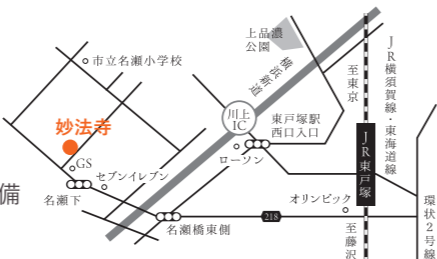 上品濃
公園
横浜新道
市立名瀬小学校
至東京
JR横須賀線・東海道線
川上
IC
東戸塚駅
西口入口
妙法寺
GS
ローソン
JR東戸塚
セブンイレブン
備
名瀬下
オリンピック
218
名瀬橋東側
至藤沢
環状2号線